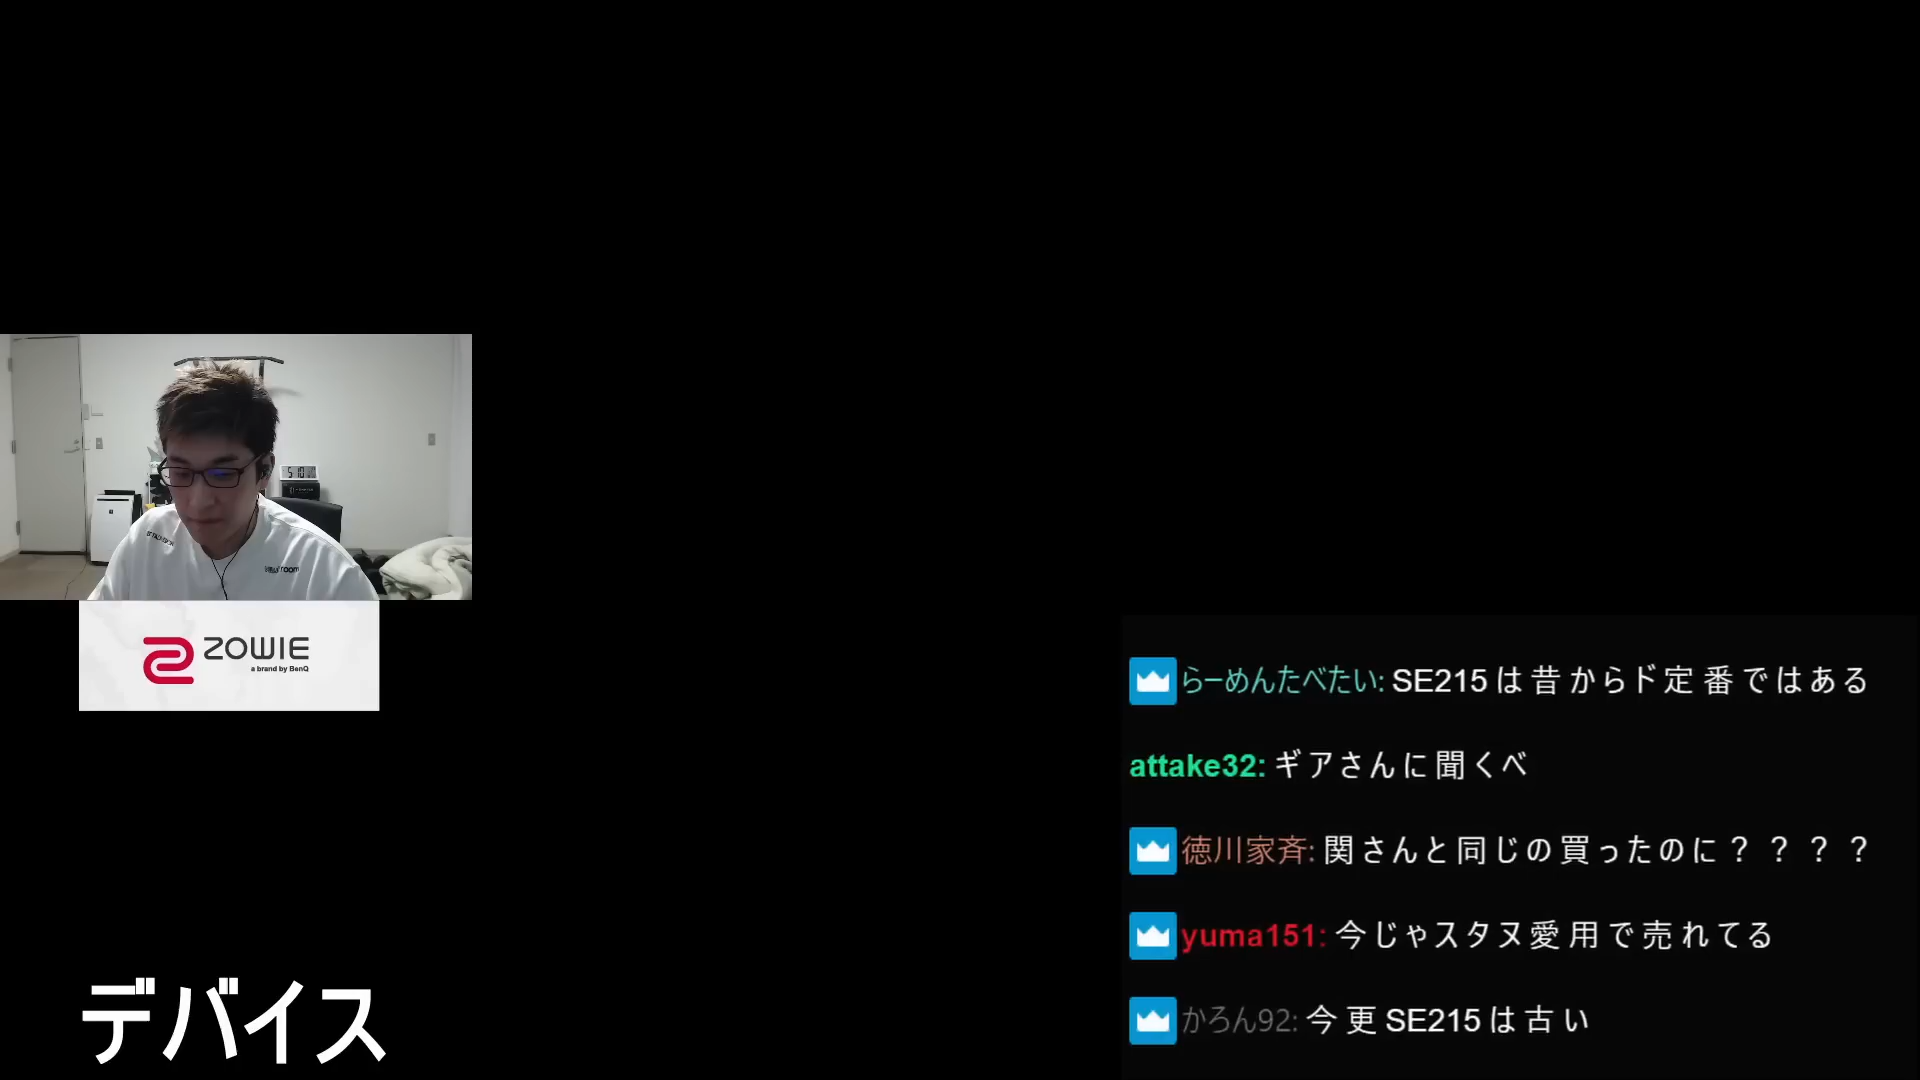 ZOWIE
a brand by BenQ
らーめんたべたい: SE215は昔からド定番ではある
attake32: ギアさんに聞くべ
徳川家斉: 関さんと同じの買ったのに？？？？
yuma151: 今じゃスタヌ愛用で売れてる
かろん92: 今更SE215は古い
デバイス